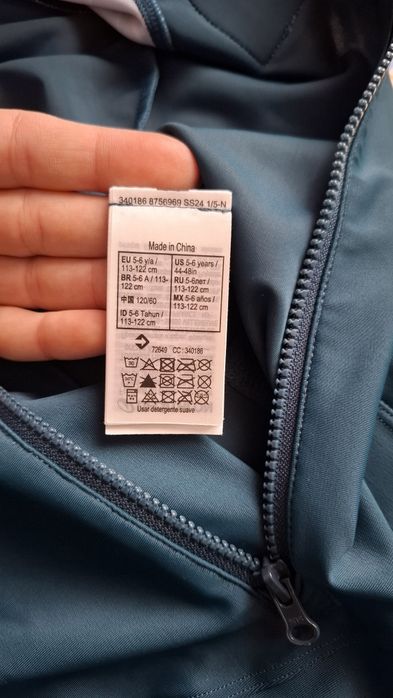 340186 8756969 SS24 1/5-N
Made in China
EU 5-6 y/a /
113-122 cm
BR 5-6 A / 113-
122 cm
中国 120/60
ID 5-6 Tahun /
113-122 cm
US 5-6 years /
44-48in
RU 5-6лет /
113-122 cm
MX 5-6 años /
113-122 cm
72649 CC: 340186
Usar detergente suave